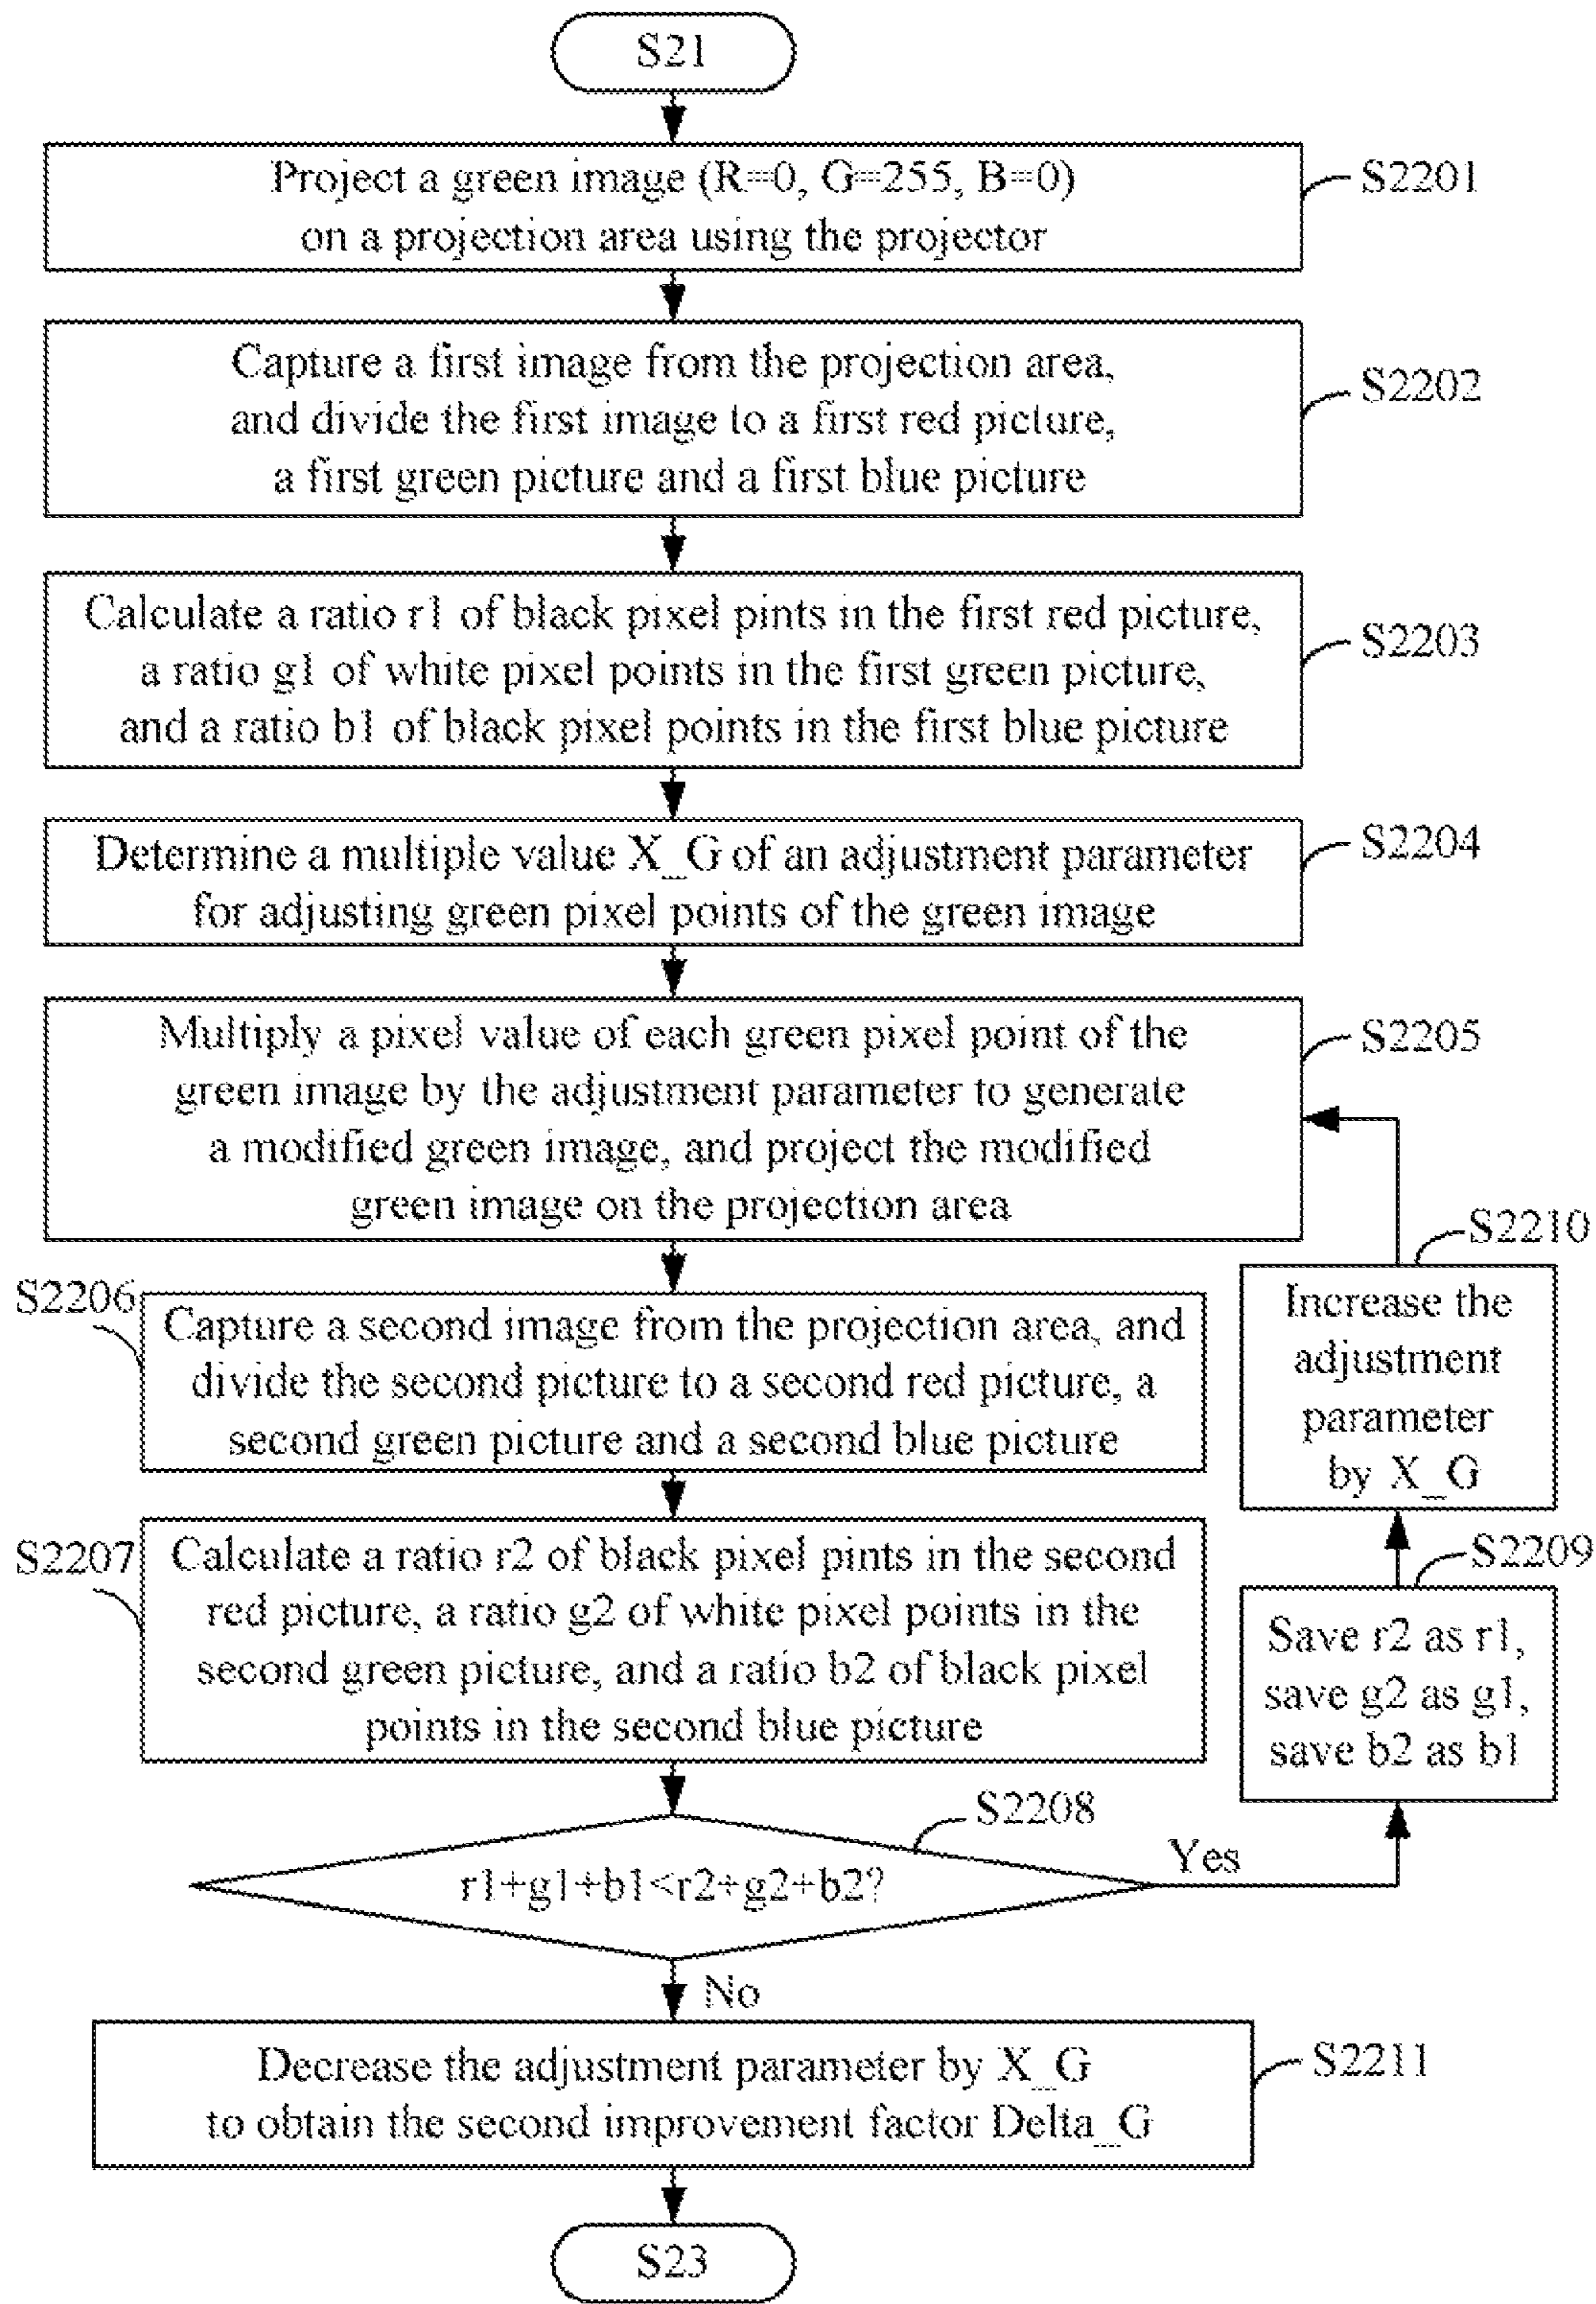 S21
Project a green image (R=0, G=255, B=0)
on a projection area using the projector
S2201
Capture a first image from the projection area,
and divide the first image to a first red picture,
a first green picture and a first blue picture
S2202
Calculate a ratio r1 of black pixel pints in the first red picture,
a ratio g1 of white pixel points in the first green picture,
and a ratio b1 of black pixel points in the first blue picture
S2203
Determine a multiple value X_G of an adjustment parameter
for adjusting green pixel points of the green image
S2204
Multiply a pixel value of each green pixel point of the
green image by the adjustment parameter to generate
a modified green image, and project the modified
green image on the projection area
S2205
S2206
Capture a second image from the projection area, and
divide the second picture to a second red picture, a
second green picture and a second blue picture
S2207
Calculate a ratio r2 of black pixel pints in the second
red picture, a ratio g2 of white pixel points in the
second green picture, and a ratio b2 of black pixel
points in the second blue picture
S2208
r1+g1+b1<r2+g2+b2?
Yes
S2209
Save r2 as r1,
save g2 as g1,
save b2 as b1
S2210
Increase the
adjustment
parameter
by X_G
No
Decrease the adjustment parameter by X_G
to obtain the second improvement factor Delta_G
S2211
S23